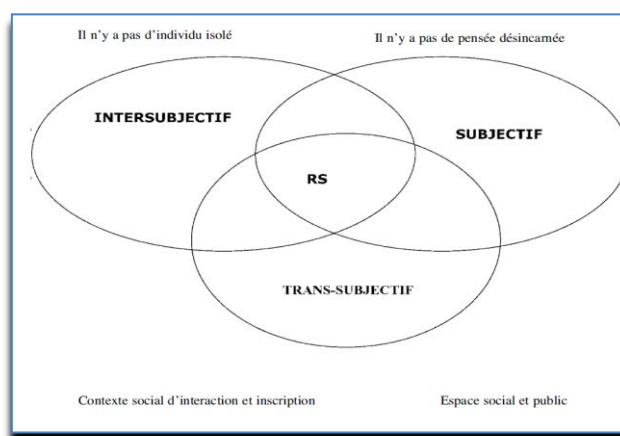 Il n'y a pas d'individu isolé
Il n'y a pas de pensée désincarnée
INTERSUBJECTIF
SUBJECTIF
RS
TRANS-SUBJECTIF
Contexte social d'interaction et inscription
Espace social et public